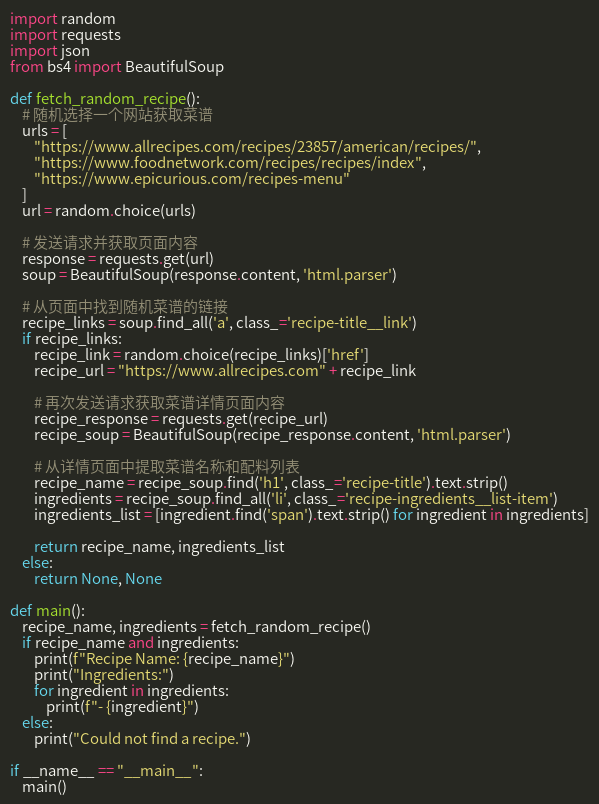 import random
import requests
import json
from bs4 import BeautifulSoup

def fetch_random_recipe():
    # 随机选择一个网站获取菜谱
    urls = [
        "https://www.allrecipes.com/recipes/23857/american/recipes/",
        "https://www.foodnetwork.com/recipes/recipes/index",
        "https://www.epicurious.com/recipes-menu"
    ]
    url = random.choice(urls)

    # 发送请求并获取页面内容
    response = requests.get(url)
    soup = BeautifulSoup(response.content, 'html.parser')

    # 从页面中找到随机菜谱的链接
    recipe_links = soup.find_all('a', class_='recipe-title__link')
    if recipe_links:
        recipe_link = random.choice(recipe_links)['href']
        recipe_url = "https://www.allrecipes.com" + recipe_link

        # 再次发送请求获取菜谱详情页面内容
        recipe_response = requests.get(recipe_url)
        recipe_soup = BeautifulSoup(recipe_response.content, 'html.parser')

        # 从详情页面中提取菜谱名称和配料列表
        recipe_name = recipe_soup.find('h1', class_='recipe-title').text.strip()
        ingredients = recipe_soup.find_all('li', class_='recipe-ingredients__list-item')
        ingredients_list = [ingredient.find('span').text.strip() for ingredient in ingredients]

        return recipe_name, ingredients_list
    else:
        return None, None

def main():
    recipe_name, ingredients = fetch_random_recipe()
    if recipe_name and ingredients:
        print(f"Recipe Name: {recipe_name}")
        print("Ingredients:")
        for ingredient in ingredients:
            print(f"- {ingredient}")
    else:
        print("Could not find a recipe.")

if __name__ == "__main__":
    main()